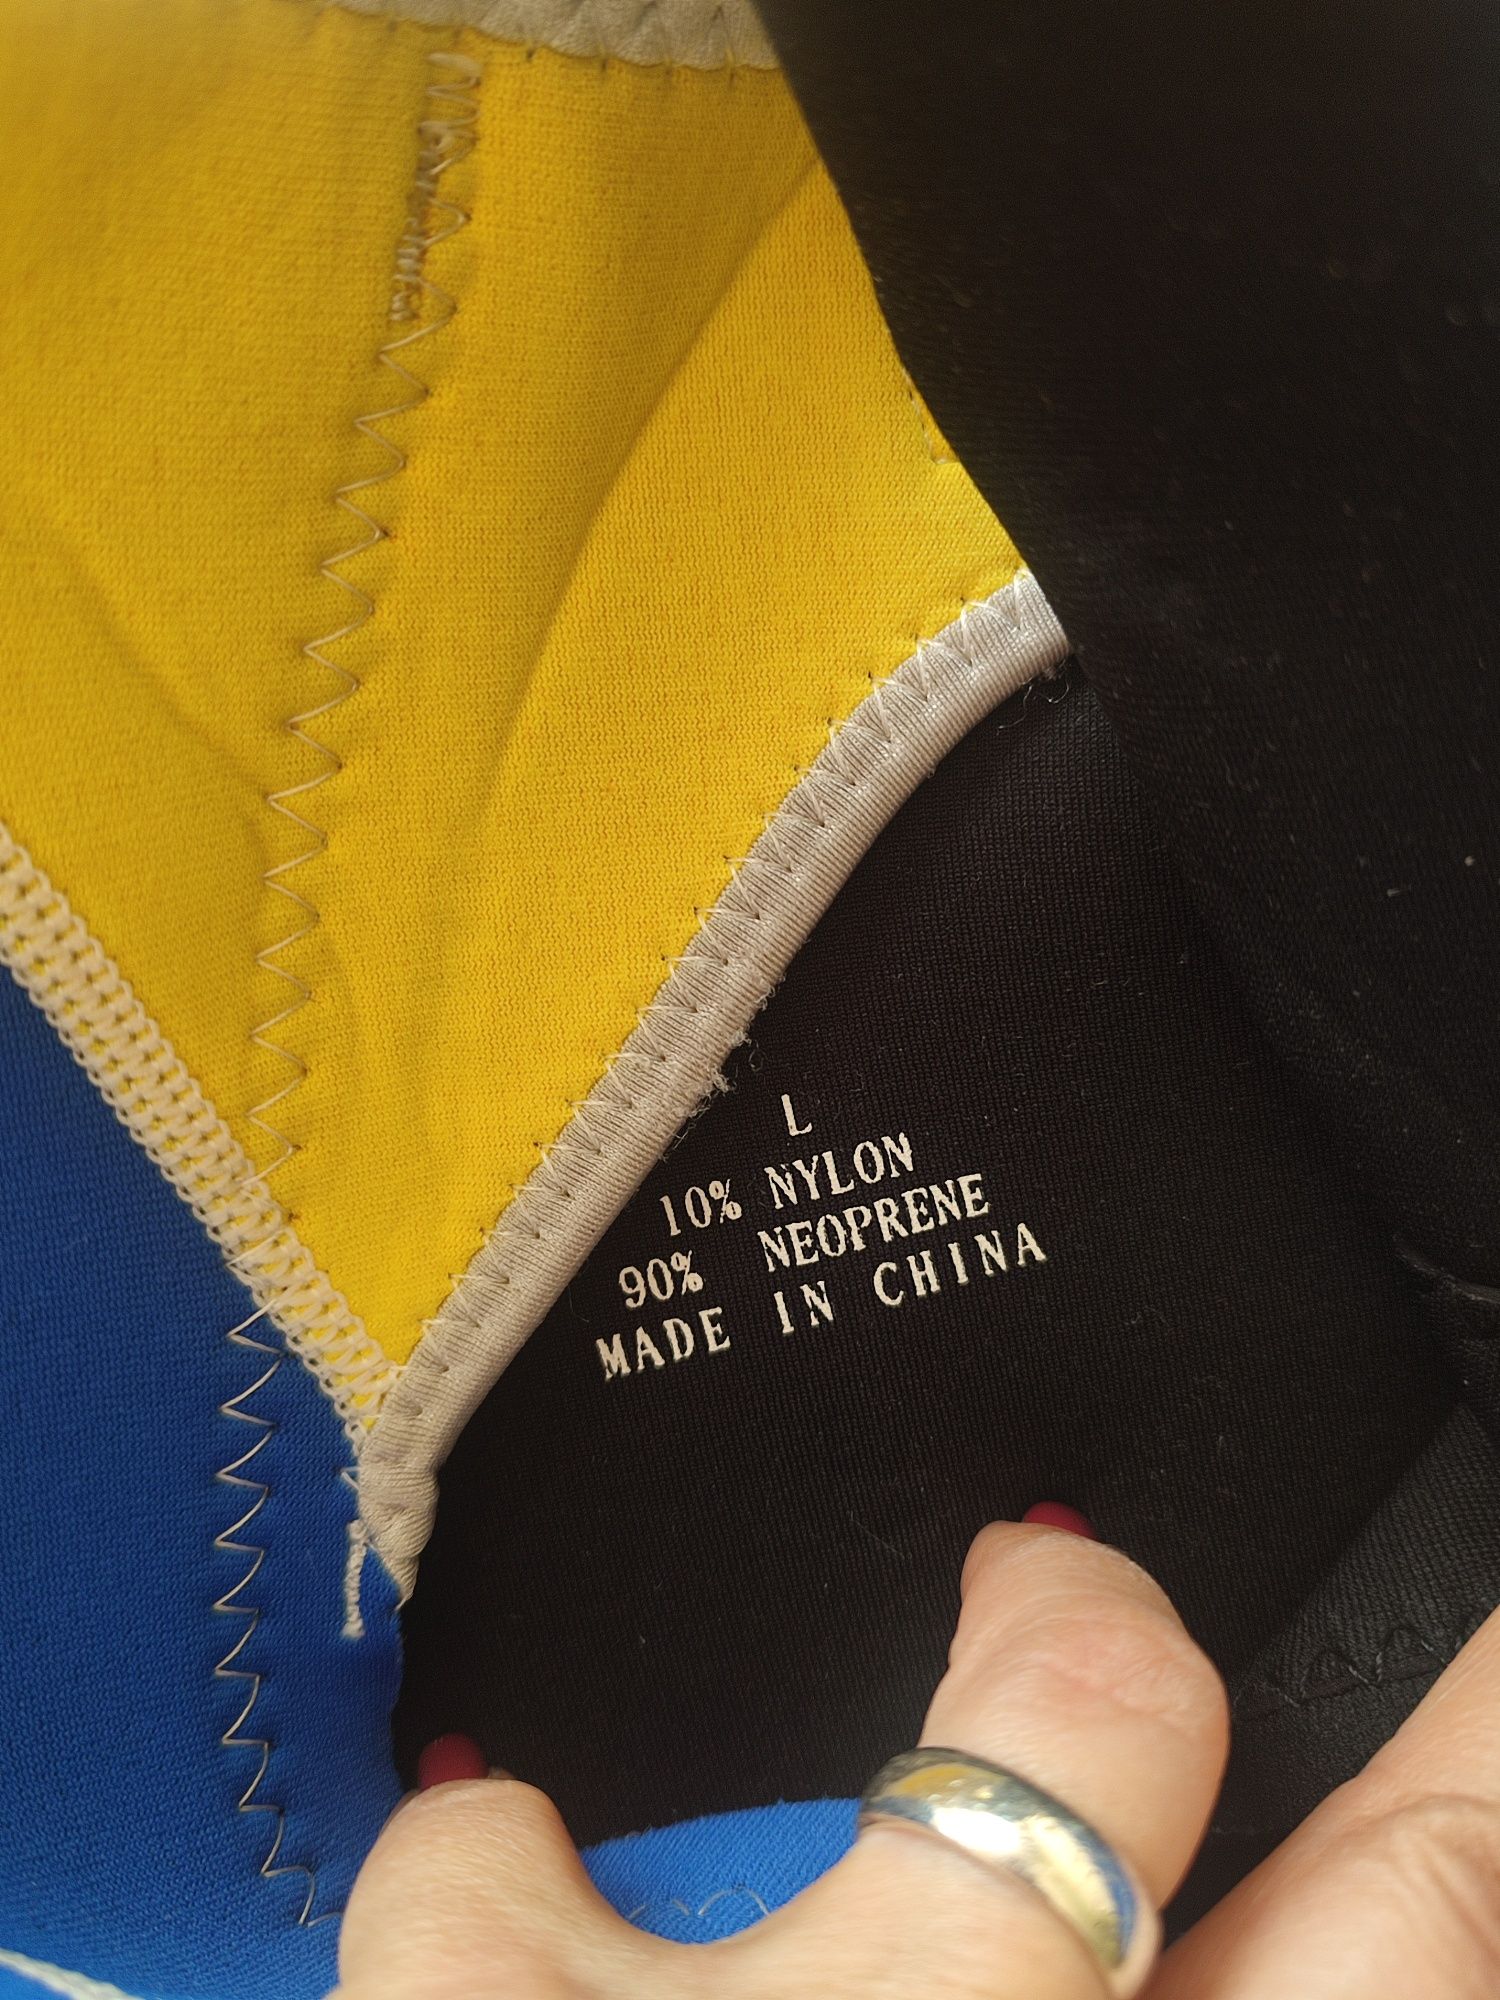 L
10% NYLON
90% NEOPRENE
MADE IN CHINA